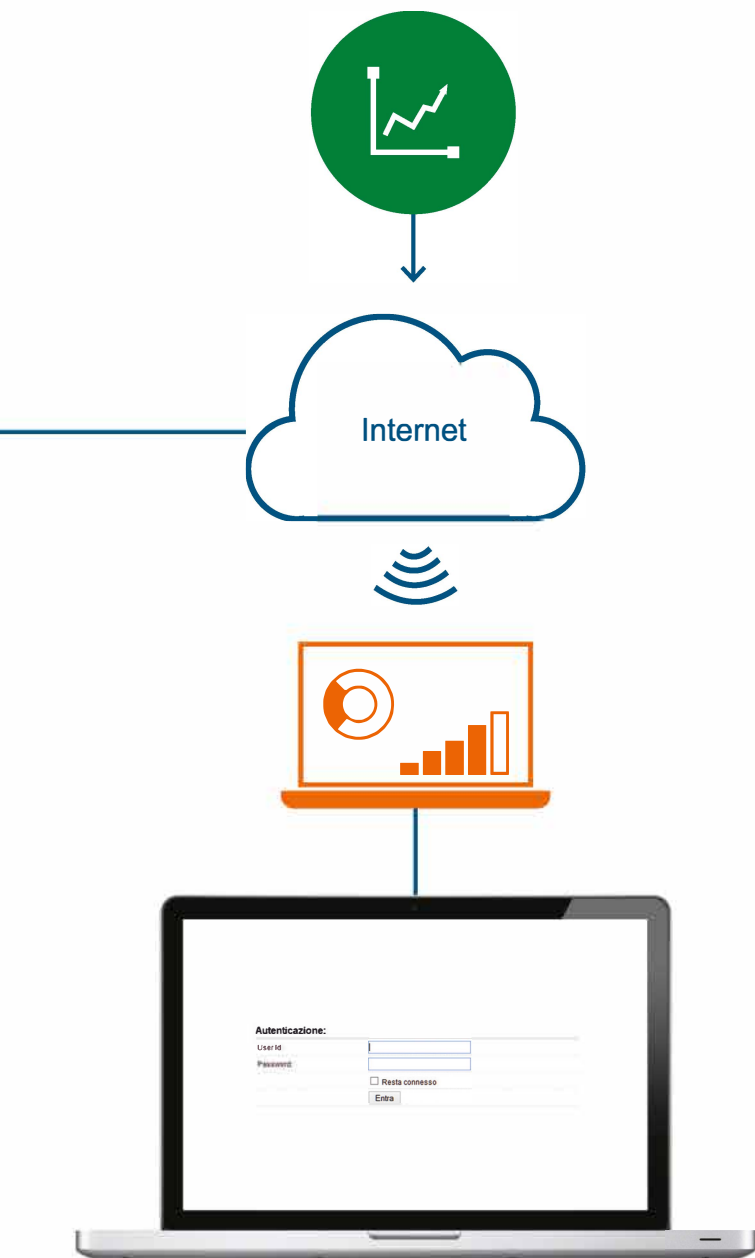 Internet
Autenticazione:
User Id
Password:
Resta connesso
Entra